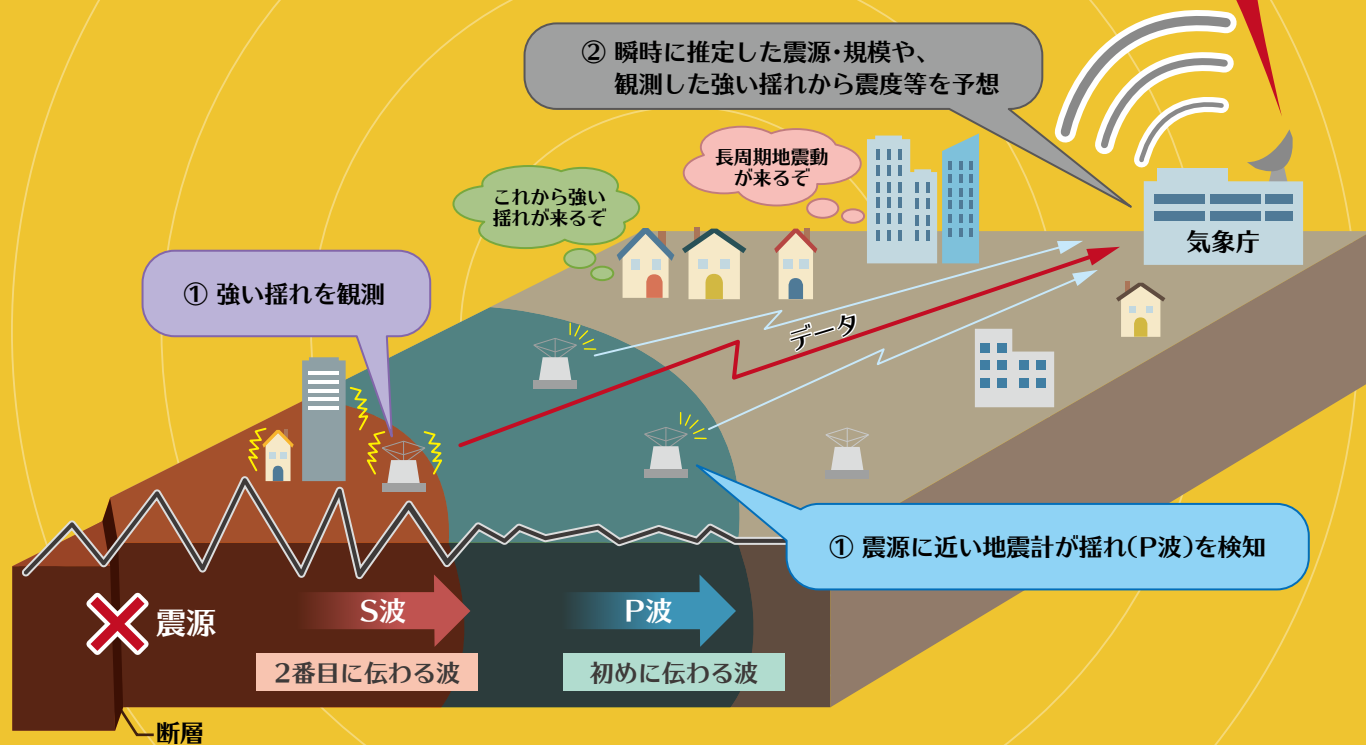 ② 瞬時に推定した震源・規模や、
観測した強い揺れから震度等を予想
長周期地震動
が来るぞ
これから強い
揺れが来るぞ
気象庁
① 強い揺れを観測
データ
① 震源に近い地震計が揺れ(P波)を検知
震源
S波
P波
2番目に伝わる波
初めに伝わる波
断層